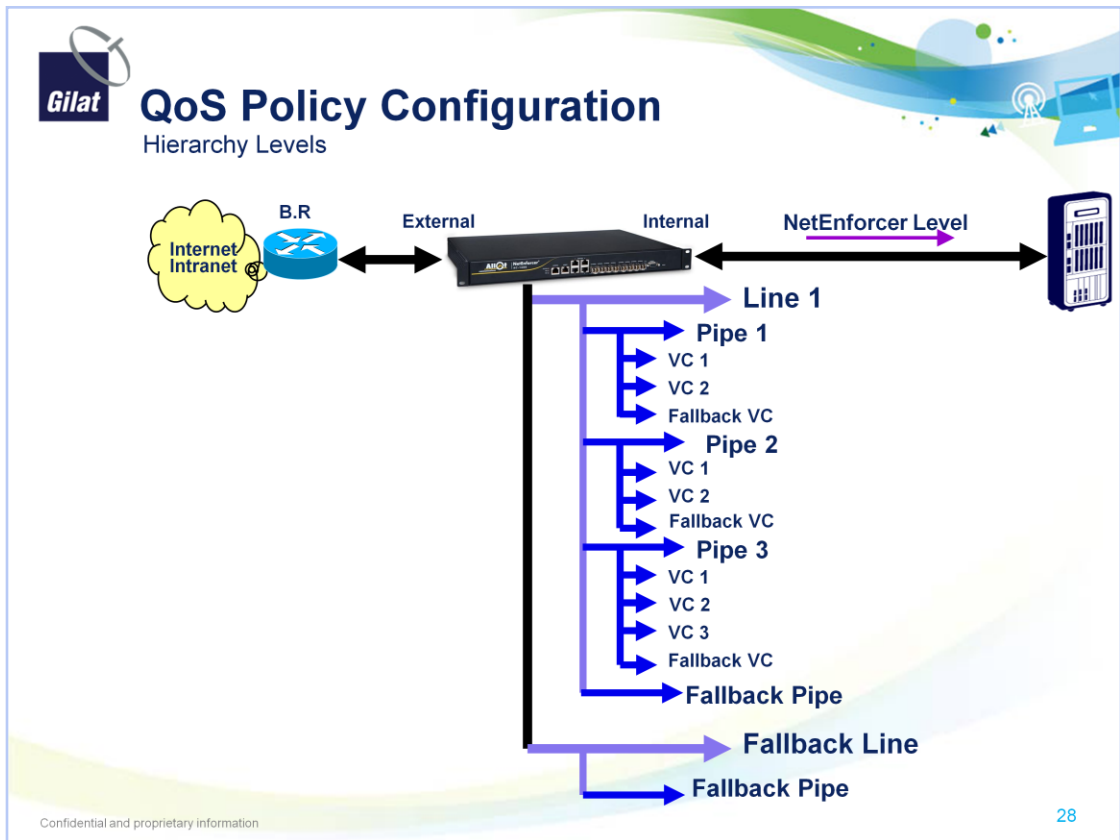 Gilat
QoS Policy Configuration
Hierarchy Levels
B.R
External
Internal
NetEnforcer Level
Internet
Intranet
Allot NetEnforcer
Line 1
Pipe 1
VC 1
VC 2
Fallback VC
Pipe 2
VC 1
VC 2
Fallback VC
Pipe 3
VC 1
VC 2
VC 3
Fallback VC
Fallback Pipe
Fallback Line
Fallback Pipe
Confidential and proprietary information
28